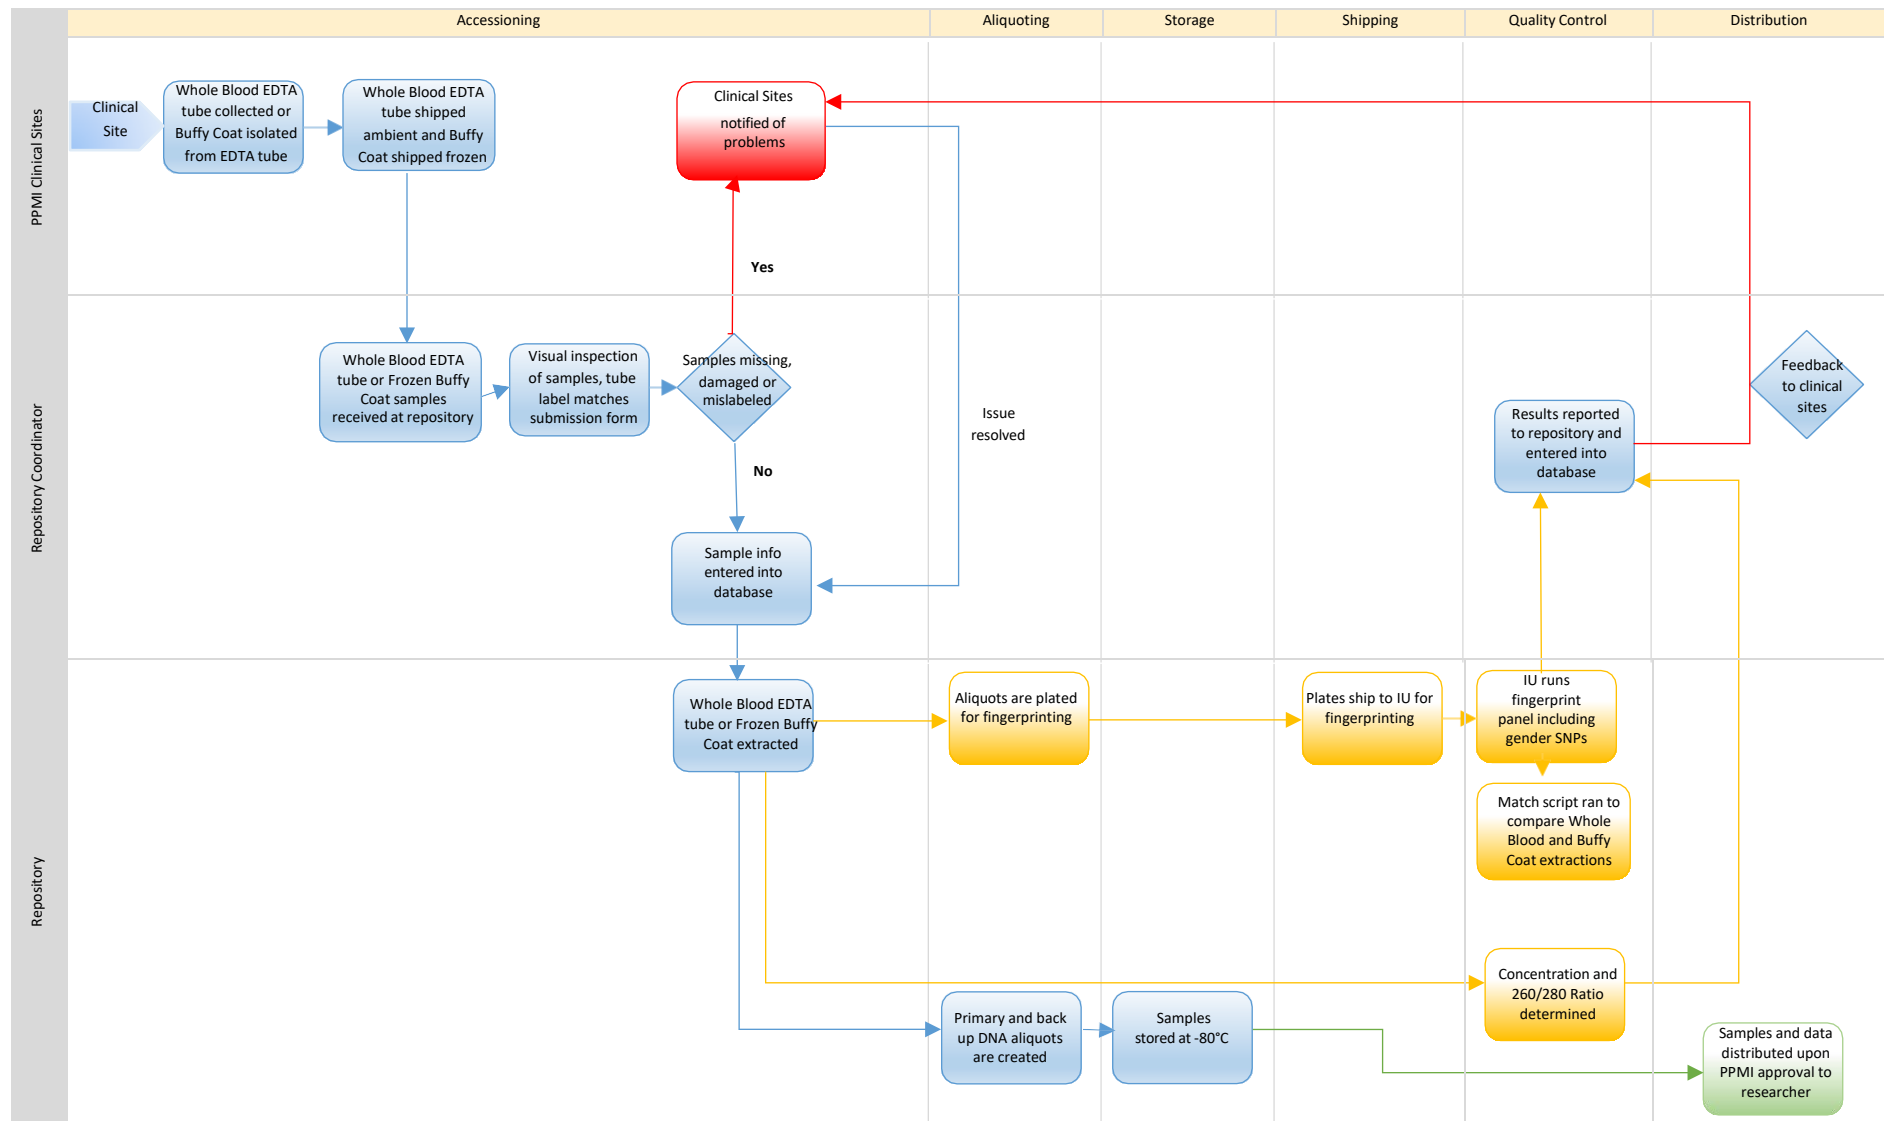 Accessioning
Aliquoting
Storage
Shipping
Quality Control
Distribution
PPMI Clinical Sites
Clinical
Site
Whole Blood EDTA
tube collected or
Buffy Coat isolated
from EDTA tube
Whole Blood EDTA
tube shipped
ambient and Buffy
Coat shipped frozen
Clinical Sites
notified of
problems
Yes
Repository Coordinator
Whole Blood EDTA
tube or Frozen Buffy
Coat samples
received at repository
Visual inspection
of samples, tube
label matches
submission form
Samples missing,
damaged or
mislabeled
No
Issue
resolved
Sample info
entered into
database
Results reported
to repository and
entered into
database
Feedback
to clinical
sites
Repository
Whole Blood EDTA
tube or Frozen Buffy
Coat extracted
Aliquots are plated
for fingerprinting
Plates ship to IU for
fingerprinting
IU runs
fingerprint
panel including
gender SNPs
Match script ran to
compare Whole
Blood and Buffy
Coat extractions
Concentration and
260/280 Ratio
determined
Primary and back
up DNA aliquots
are created
Samples
stored at -80°C
Samples and data
distributed upon
PPMI approval to
researcher